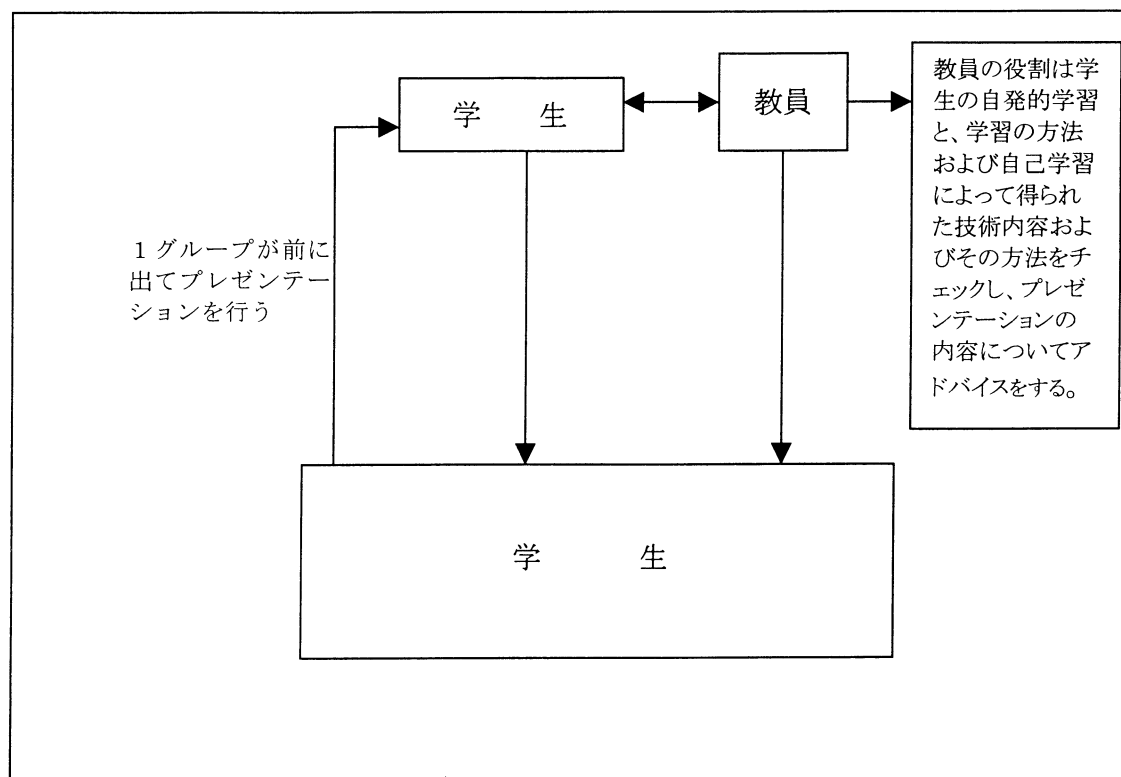 学　生
教員
教員の役割は学
生の自発的学習
と、学習の方法
および自己学習
によって得られ
た技術内容およ
びその方法をチ
ェックし、プレゼ
ンテーションの
内容についてア
ドバイスをする。
１グループが前に
出てプレゼンテー
ションを行う
学　生